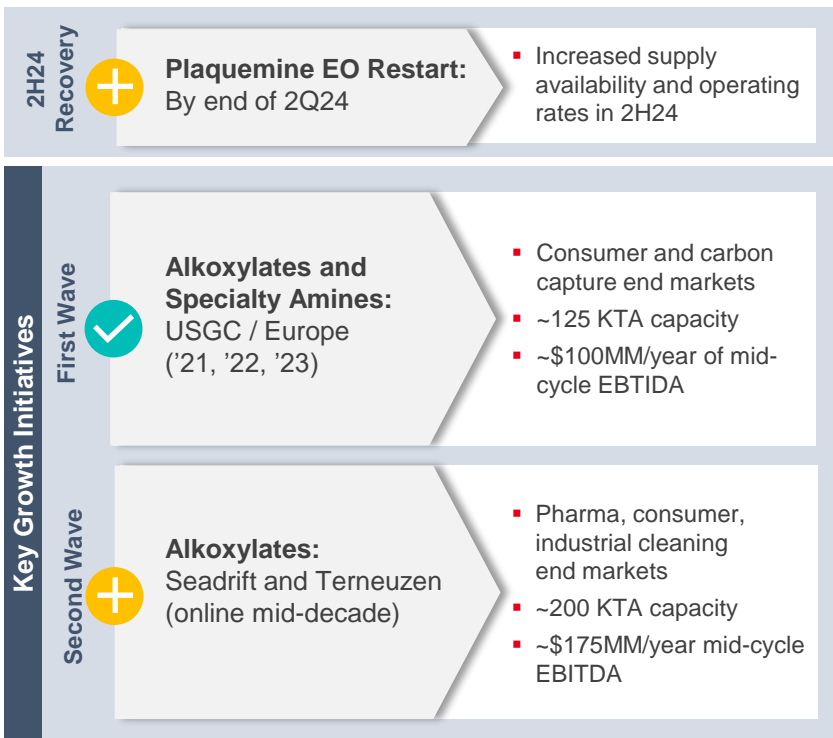 2H24
Recovery
Plaquemine EO Restart:
By end of 2Q24
▪ Increased supply
availability and operating
rates in 2H24
Key Growth Initiatives
First Wave
Alkoxylates and
Specialty Amines:
USGC / Europe
(’21, ’22, ’23)
▪ Consumer and carbon
capture end markets
▪ ~125 KTA capacity
▪ ~$100MM/year of mid-
cycle EBTIDA
Second Wave
Alkoxylates:
Seadrift and Terneuzen
(online mid-decade)
▪ Pharma, consumer,
industrial cleaning
end markets
▪ ~200 KTA capacity
▪ ~$175MM/year mid-cycle
EBITDA